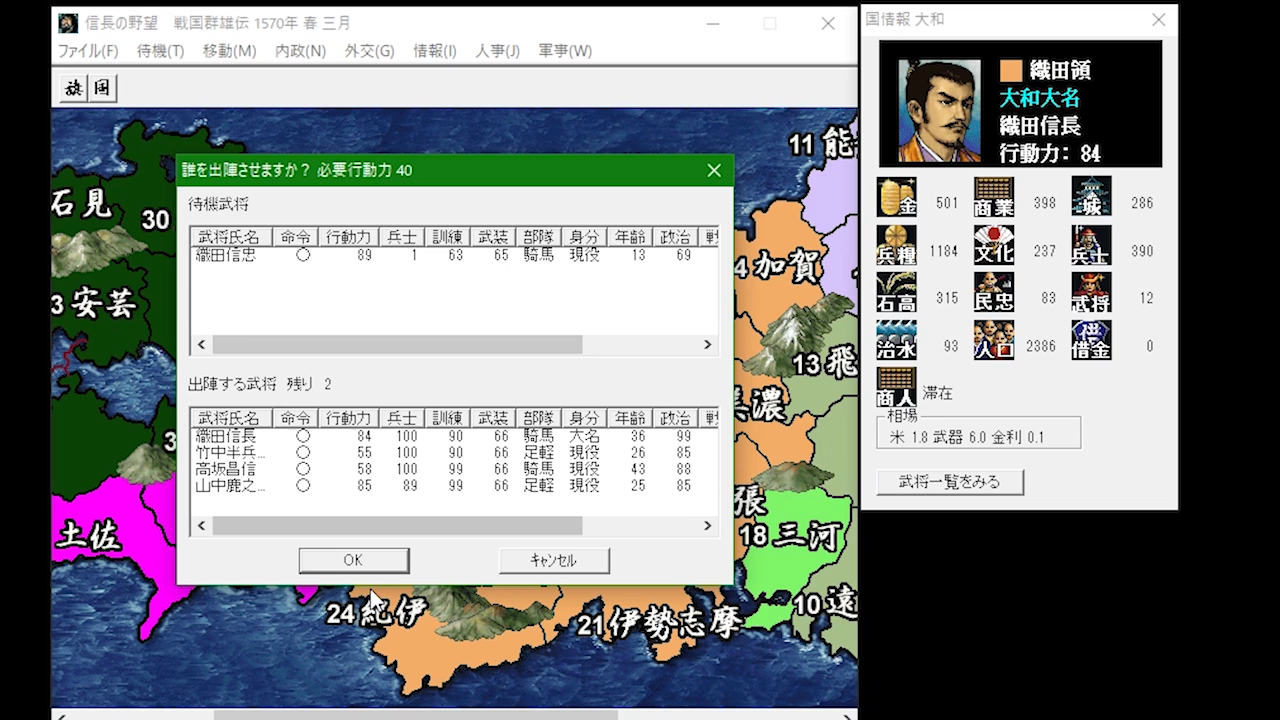 信長の野望 戦国群雄伝 1570年 春 三月
ファイル(F) 待機(T) 移動(M) 内政(N) 外交(G) 情報(I) 人事(J) 軍事(W)
旗 国
誰を出陣させますか？ 必要行動力 40
待機武将
武将氏名 命令 行動力 兵士 訓練 武装 部隊 身分 年齢 政治
織田信忠 ○ 89 1 63 65 騎馬 現役 13 69
出陣する武将 残り 2
武将氏名 命令 行動力 兵士 訓練 武装 部隊 身分 年齢 政治
織田信長 ○ 84 100 90 66 騎馬 大名 36 99
竹中半兵... ○ 55 100 90 66 足軽 現役 26 85
高坂昌信 ○ 58 100 99 66 騎馬 現役 43 88
山中鹿之... ○ 85 89 99 66 足軽 現役 25 85
OK キャンセル
石見 30
3 安芸
3
土佐
11 能
4 加賀
13 飛
美濃
張
18 三河
10 遠
24 紀伊
21 伊勢志摩
国情報 大和
織田領
大和大名
織田信長
行動力: 84
金 501 商業 398 城 286
兵糧 1184 文化 237 兵士 390
石高 315 民忠 83 武将 12
治水 93 人口 2386 借金 0
商人 滞在
相場
米 1.8 武器 6.0 金利 0.1
武将一覧をみる